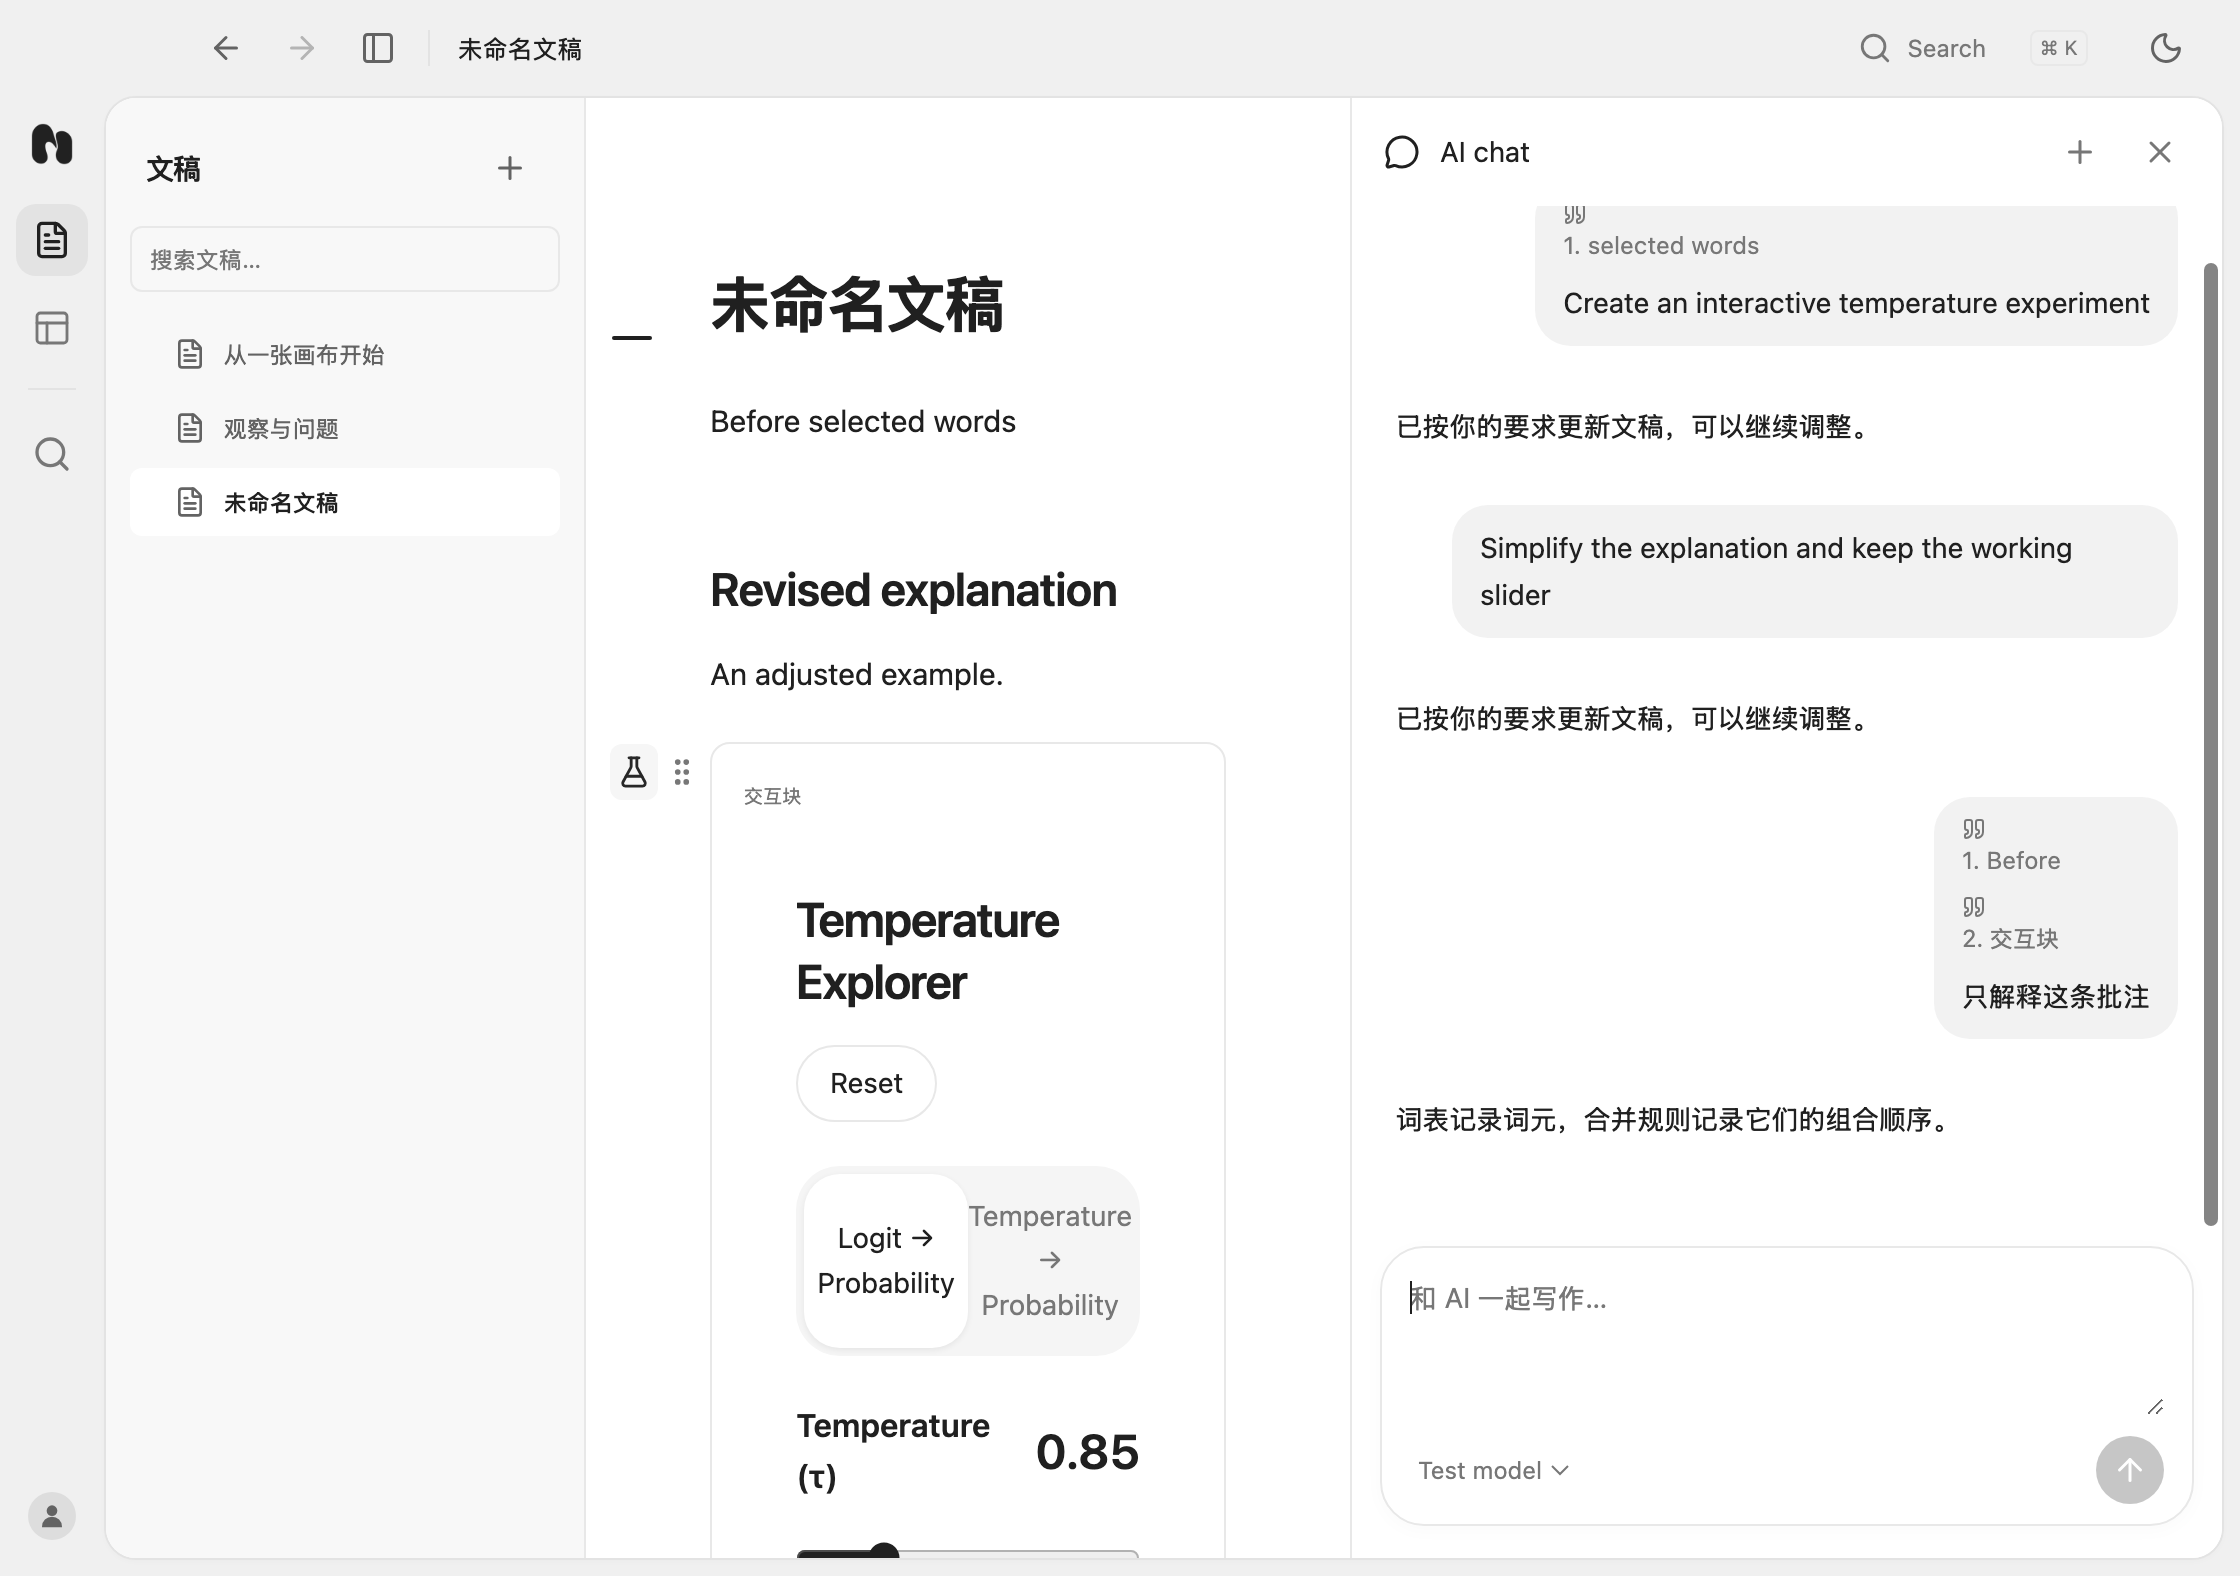 未命名文稿
Search
⌘ K
文稿
搜索文稿...
从一张画布开始
观察与问题
未命名文稿
未命名文稿
Before selected words
Revised explanation
An adjusted example.
交互块
Temperature
Explorer
Reset
Logit →
Probability
Temperature
→
Probability
Temperature
(τ)
0.85
AI chat
1. selected words
Create an interactive temperature experiment
已按你的要求更新文稿，可以继续调整。
Simplify the explanation and keep the working
slider
已按你的要求更新文稿，可以继续调整。
1. Before
2. 交互块
只解释这条批注
词表记录词元，合并规则记录它们的组合顺序。
和 AI 一起写作...
Test model